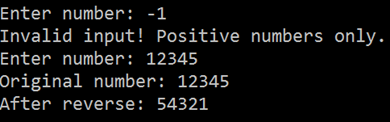 Enter number: -1
Invalid input! Positive numbers only.
Enter number: 12345
Original number: 12345
After reverse: 54321